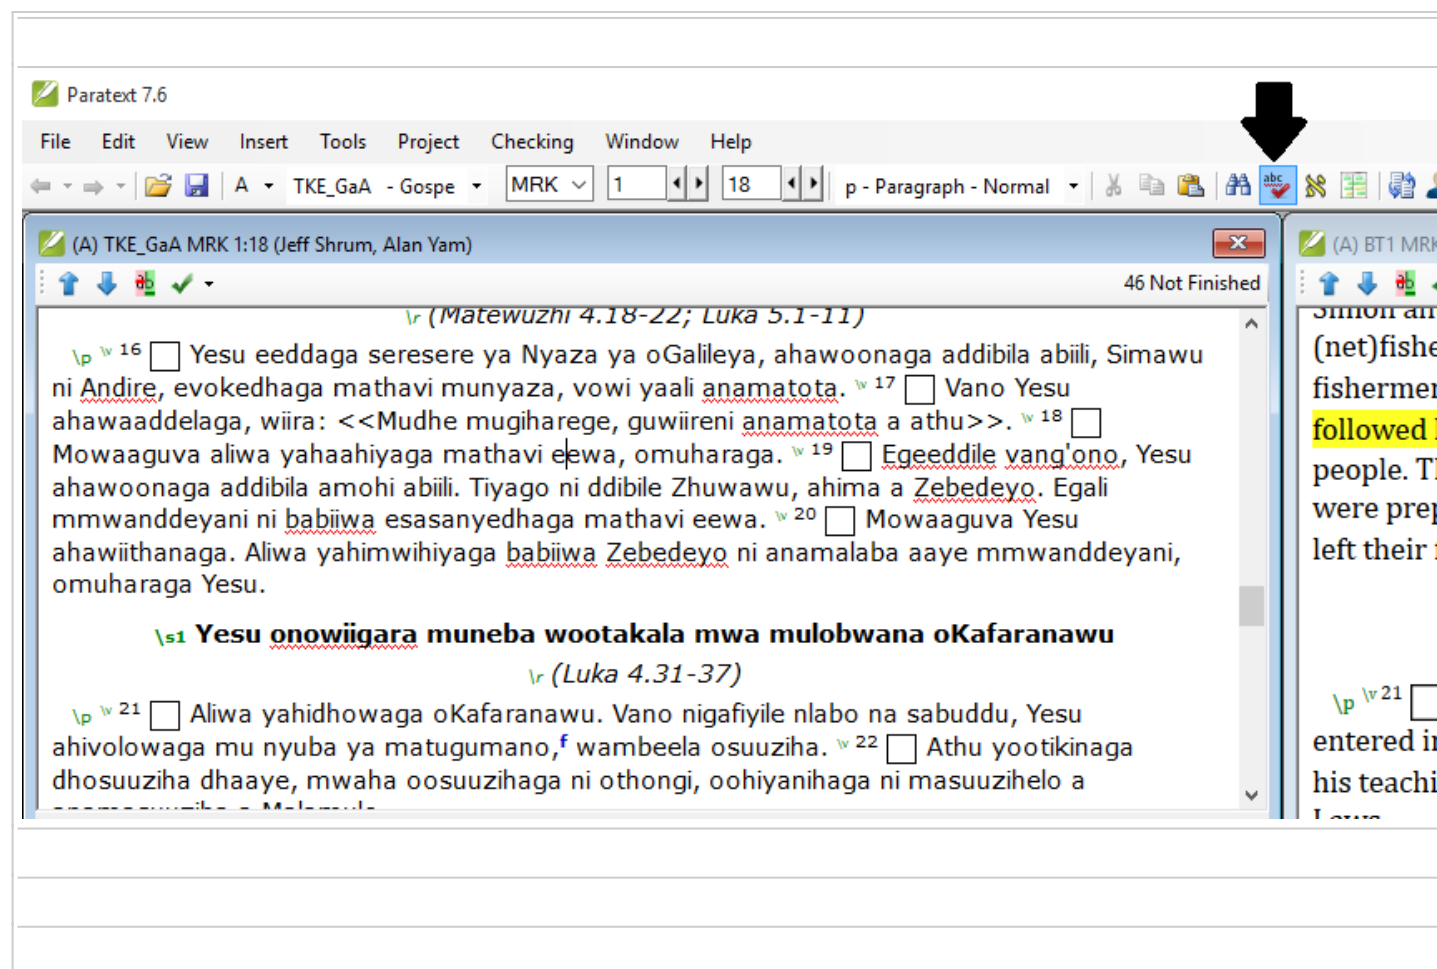 Paratext 7.6
File Edit View Insert Tools Project Checking Window Help
A TKE_GaA - Gospe MRK 1 18 p - Paragraph - Normal abc
(A) TKE_GaA MRK 1:18 (Jeff Shrum, Alan Yam)
46 Not Finished
\r (Matewuzhi 4.18-22; Luka 5.1-11)
\p \v 16 Yesu eeddaga seresere ya Nyaza ya oGalileya, ahawoonaga addibila abiili, Simawu
ni Andire, evokedhaga mathavi munyaza, vowi yaali anamatota. \v 17 Vano Yesu
ahawaaddelaga, wiira: <<Mudhe mugiharege, guwiireni anamatota a athu>>. \v 18
Mowaaguva aliwa yahaahiyaga mathavi eewa, omuharaga. \v 19 Egeeddile vang'ono, Yesu
ahawoonaga addibila amohi abiili. Tiyago ni ddibile Zhuwawu, ahima a Zebedeyo. Egali
mmwanddeyani ni babiiwa esasanyedhaga mathavi eewa. \v 20 Mowaaguva Yesu
ahawiithanaga. Aliwa yahimwihiyaga babiiwa Zebedeyo ni anamalaba aaye mmwanddeyani,
omuharaga Yesu.
\s1 Yesu onowiigara muneba wootakala mwa mulobwana oKafaranawu
\r (Luka 4.31-37)
\p \v 21 Aliwa yahidhowaga oKafaranawu. Vano nigafiyile nlabo na sabuddu, Yesu
ahivolowaga mu nyuba ya matugumano,f wambeela osuuziha. \v 22 Athu yootikinaga
dhosuuziha dhaaye, mwaha oosuuzihaga ni othongi, oohiyanihaga ni masuuzihelo a
(A) BT1 MRK
(net)fishe
fishermer
followed
people. Th
were prep
left their
\p \v 21
entered in
his teachi